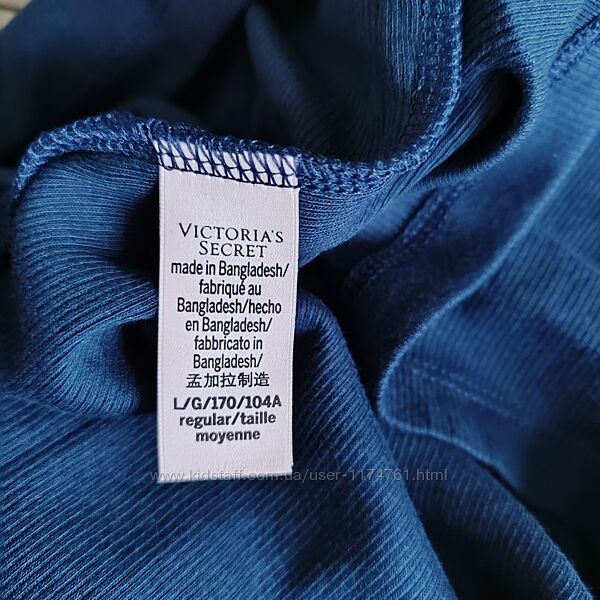 VICTORIA'S
SECRET
made in Bangladesh/
fabriqué au
Bangladesh/hecho
en Bangladesh/
fabbricato in
Bangladesh/
孟加拉制造
L/G/170/104A
regular/taille
moyenne
www.kidstaff.com.ua/user-1174761.html